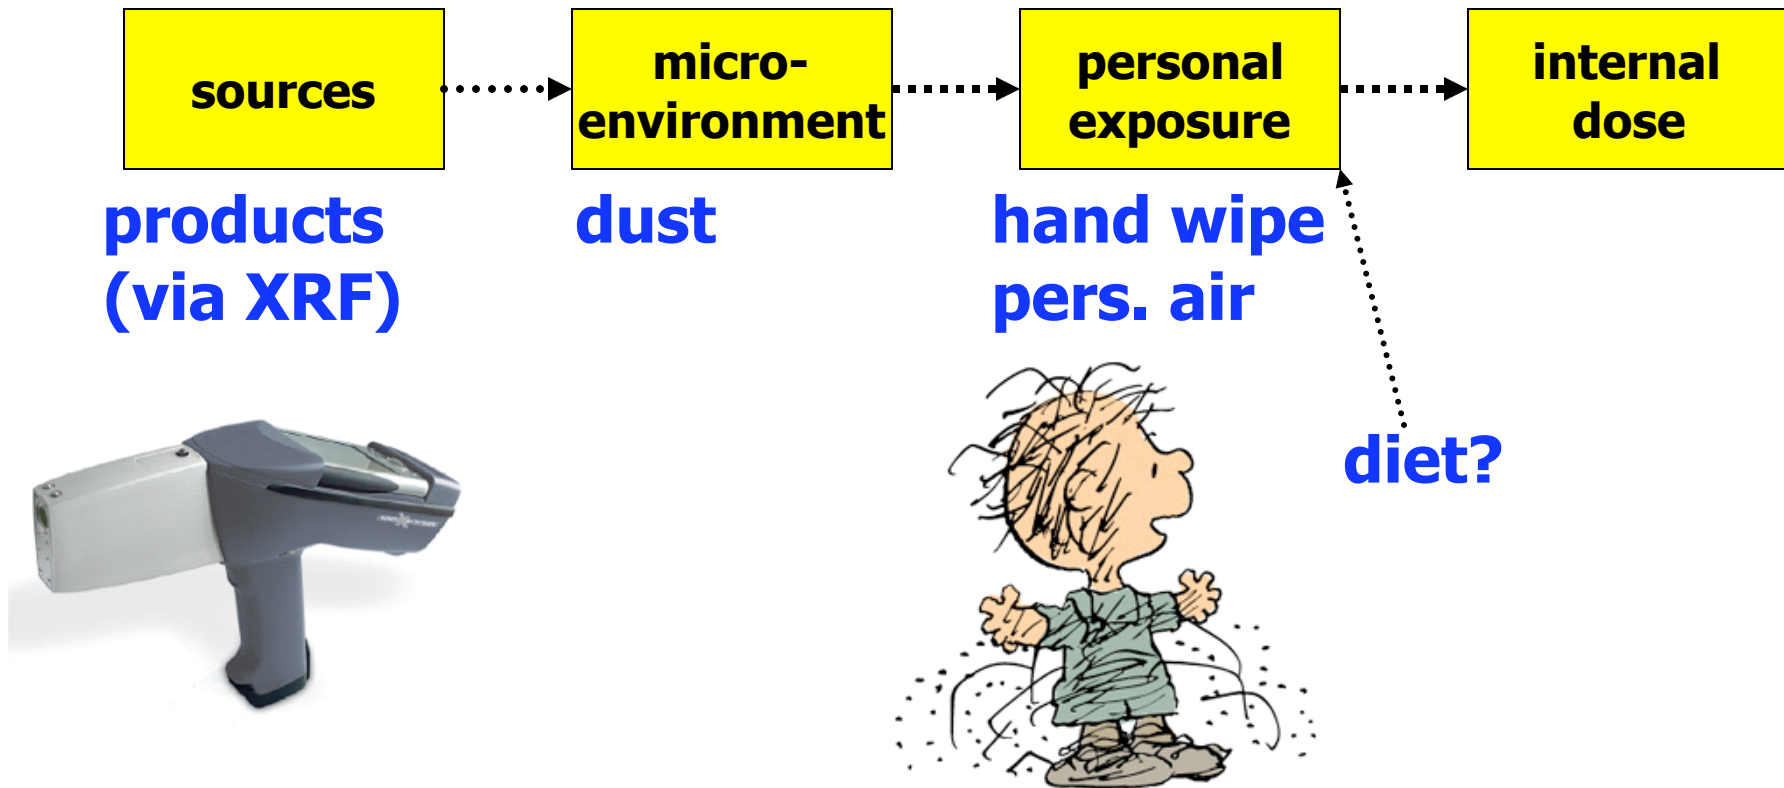 sources
micro-
environment
personal
exposure
internal
dose
products
(via XRF)
dust
hand wipe
pers. air
diet?